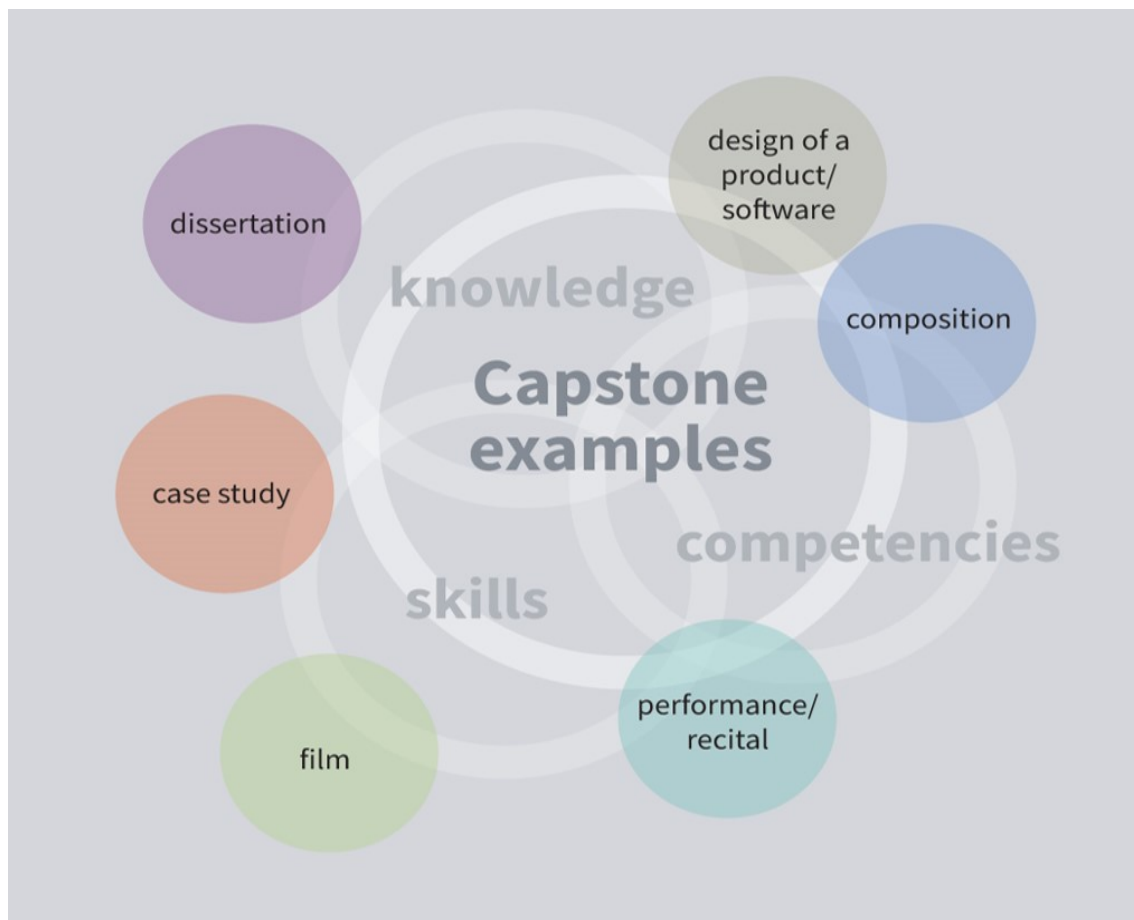 design of a
product/
software
dissertation
knowledge
composition
Capstone
examples
case study
competencies
skills
performance/
recital
film